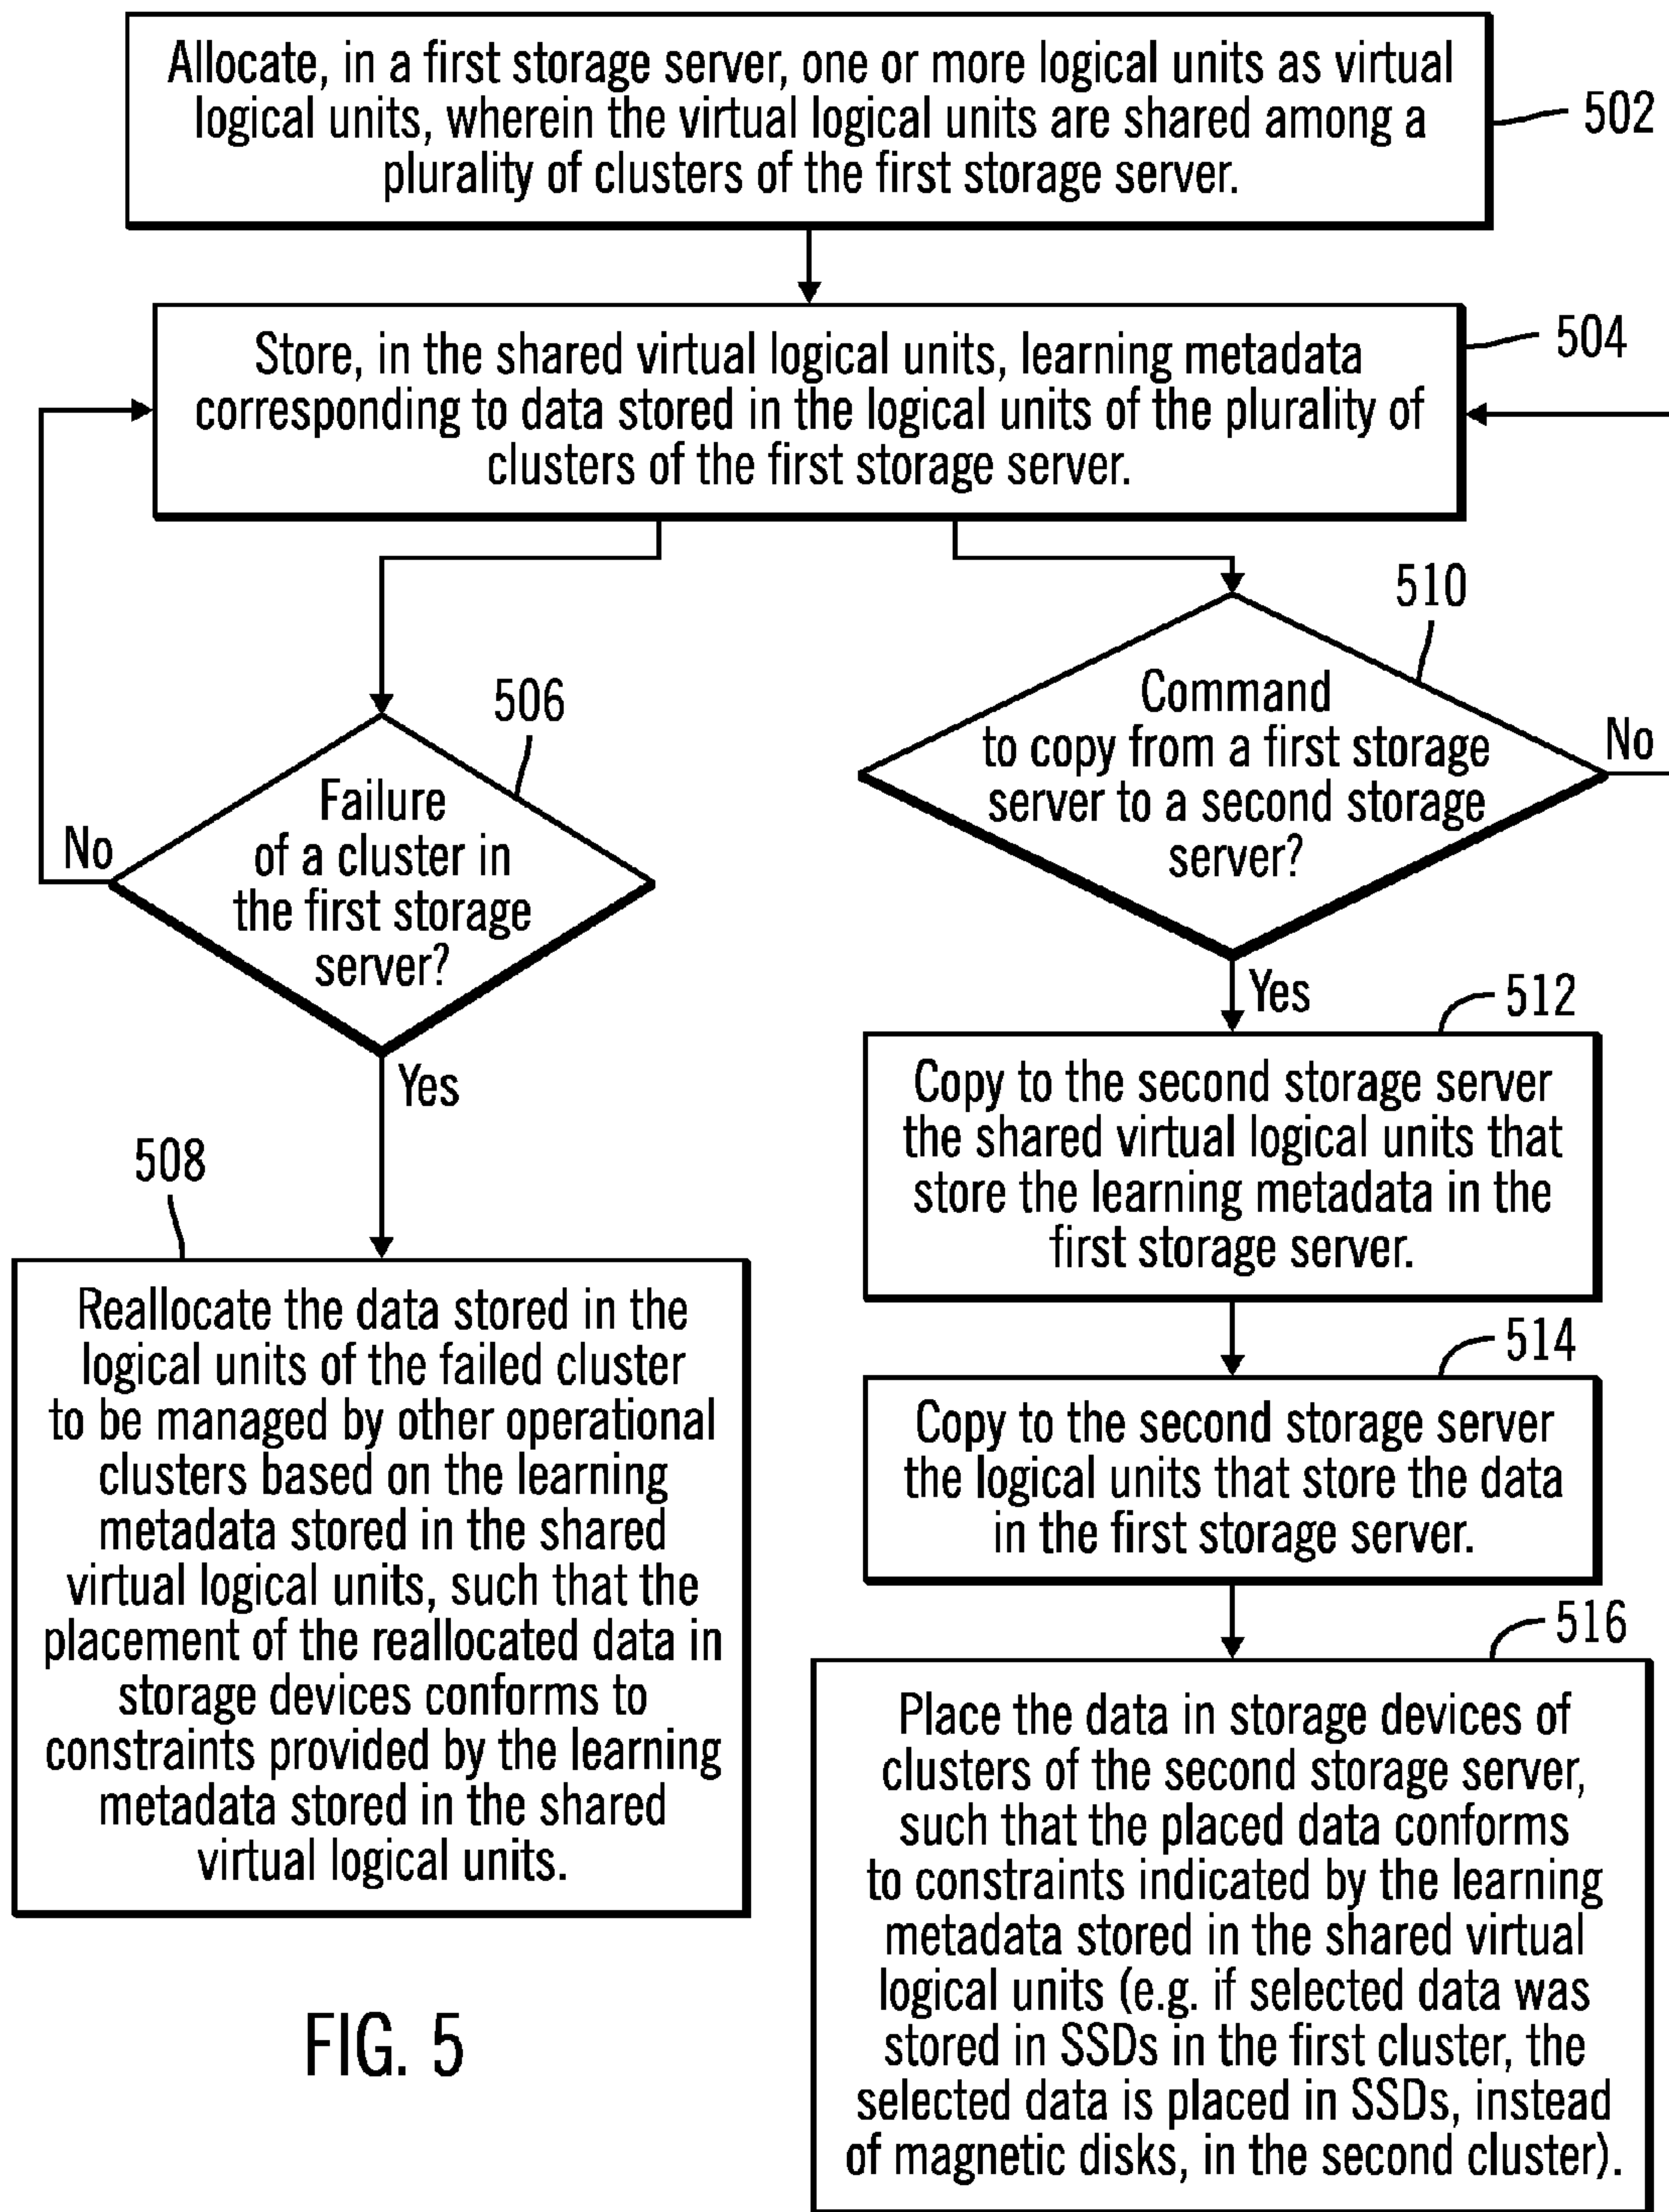 Allocate, in a first storage server, one or more logical units as virtual
logical units, wherein the virtual logical units are shared among a
plurality of clusters of the first storage server.
502
Store, in the shared virtual logical units, learning metadata
corresponding to data stored in the logical units of the plurality of
clusters of the first storage server.
504
506
Failure
of a cluster in
the first storage
server?
No
Yes
508
Reallocate the data stored in the
logical units of the failed cluster
to be managed by other operational
clusters based on the learning
metadata stored in the shared
virtual logical units, such that the
placement of the reallocated data in
storage devices conforms to
constraints provided by the learning
metadata stored in the shared
virtual logical units.
510
Command
to copy from a first storage
server to a second storage
server?
No
Yes
512
Copy to the second storage server
the shared virtual logical units that
store the learning metadata in the
first storage server.
514
Copy to the second storage server
the logical units that store the data
in the first storage server.
516
Place the data in storage devices of
clusters of the second storage server,
such that the placed data conforms
to constraints indicated by the learning
metadata stored in the shared virtual
logical units (e.g. if selected data was
stored in SSDs in the first cluster, the
selected data is placed in SSDs, instead
of magnetic disks, in the second cluster).
FIG. 5